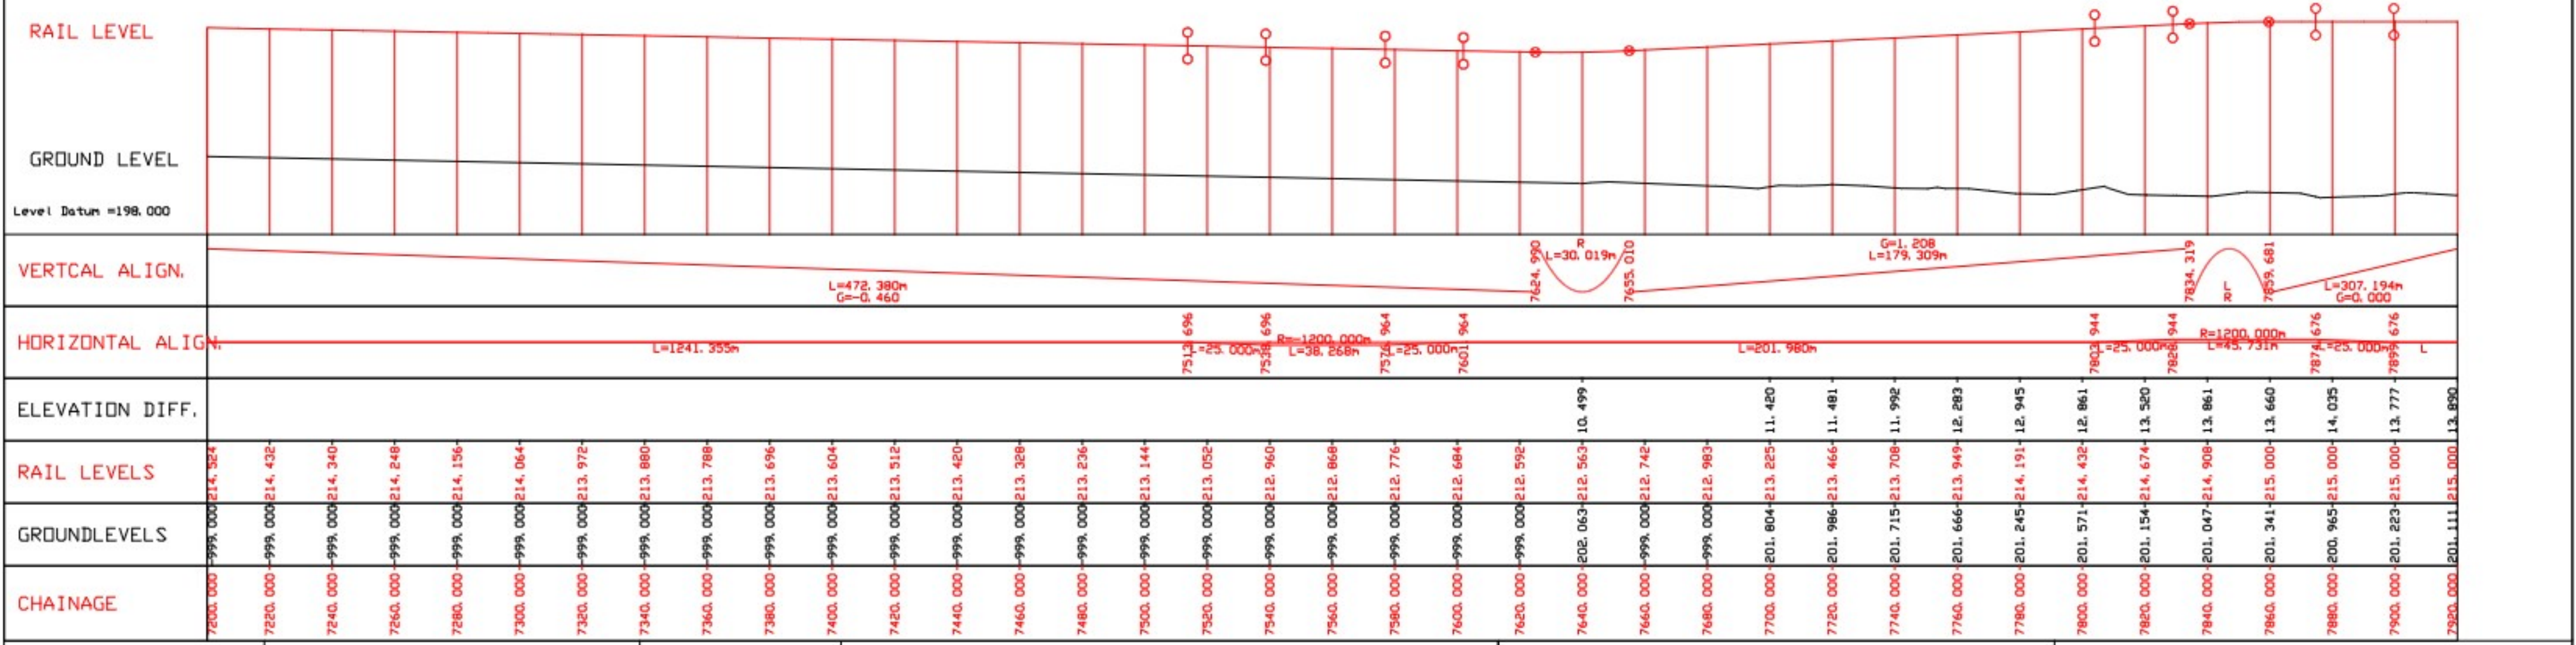 RAIL LEVEL
GROUND LEVEL
Level Datum =198.000
VERTCAL ALIGN.
L=472.380m
G=-0.460
7624.990
R
L=30.019m
7655.010
G=1.208
L=179.309m
7834.319
L
R
7859.681
L=307.194m
G=0.000
HORIZONTAL ALIGN.
L=1241.355m
7513.696
L=25.000m
7538.696
R=-1200.000m
L=38.268m
7576.964
L=25.000m
7601.964
L=201.980m
7803.944
L=25.000m
7828.944
R=1200.000m
L=45.731m
7874.676
L=25.000m
7899.676
L
ELEVATION DIFF.
10.499 11.420 11.481 11.992 12.283 12.945 12.861 13.520 13.861 13.660 14.035 13.777 13.890
RAIL LEVELS
214.524 214.432 214.340 214.248 214.156 214.064 213.972 213.880 213.788 213.696 213.604 213.512 213.420 213.328 213.236 213.144 213.052 212.960 212.868 212.776 212.684 212.592 212.563 212.742 212.983 213.225 213.466 213.708 213.949 214.191 214.432 214.674 214.908 215.000 215.000 215.000 215.000
GROUNDLEVELS
-999.000 -999.000 -999.000 -999.000 -999.000 -999.000 -999.000 -999.000 -999.000 -999.000 -999.000 -999.000 -999.000 -999.000 -999.000 -999.000 -999.000 -999.000 -999.000 -999.000 -999.000 -999.000 202.063 -999.000 -999.000 201.804 201.986 201.715 201.666 201.245 201.571 201.154 201.047 201.341 200.965 201.223 201.111
CHAINAGE
7200.000 7220.000 7240.000 7260.000 7280.000 7300.000 7320.000 7340.000 7360.000 7380.000 7400.000 7420.000 7440.000 7460.000 7480.000 7500.000 7520.000 7540.000 7560.000 7580.000 7600.000 7620.000 7640.000 7660.000 7680.000 7700.000 7720.000 7740.000 7760.000 7780.000 7800.000 7820.000 7840.000 7860.000 7880.000 7900.000 7920.000